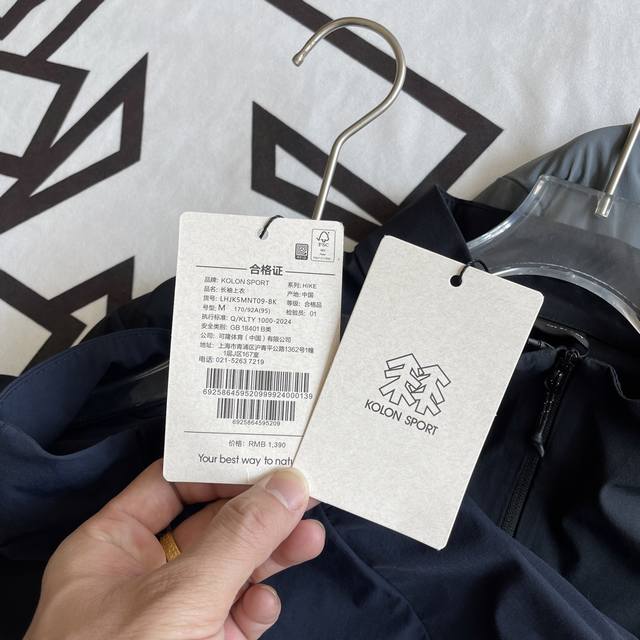 FSC
合格证
品牌: KOLON SPORT 系列: HIKE
品名: 长袖上衣 产地: 中国
货号: LHJK5MNT09-BK 等级: 合格品
号型: M 170/92A(95) 检验员: 01
执行标准: Q/KLTY 1000-2024
安全类别: GB 18401 B类
公司: 可隆体育（中国）有限公司
地址: 上海市青浦区沪青平公路1362号1幢
1层J区167室
电话: 021-5263 7219
6925864595209992400139
6925864595209
价格: RMB 1,390
Your best way to natu
KOLON SPORT